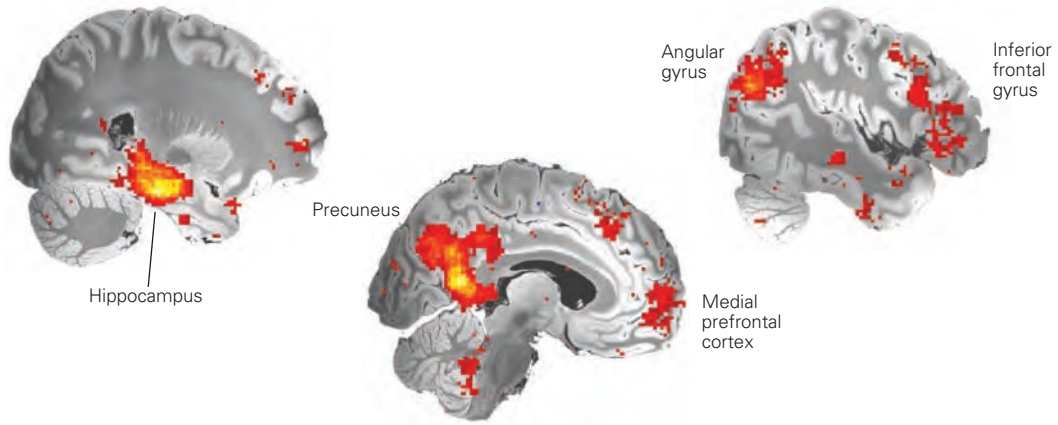 Hippocampus
Precuneus
Medial
prefrontal
cortex
Angular
gyrus
Inferior
frontal
gyrus